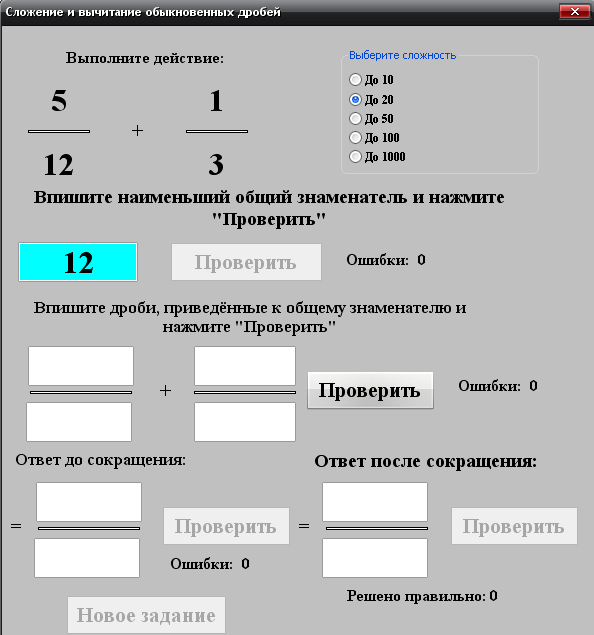 Сложение и вычитание обыкновенных дробей
Выполните действие:
Выберите сложность
До 10
До 20
До 50
До 100
До 1000
5 1
+
12 3
Впишите наименьший общий знаменатель и нажмите
"Проверить"
12 Проверить Ошибки: 0
Впишите дроби, приведённые к общему знаменателю и
нажмите "Проверить"
+ Проверить Ошибки: 0
Ответ до сокращения: Ответ после сокращения:
= Проверить = Проверить
Ошибки: 0
Решено правильно: 0
Новое задание